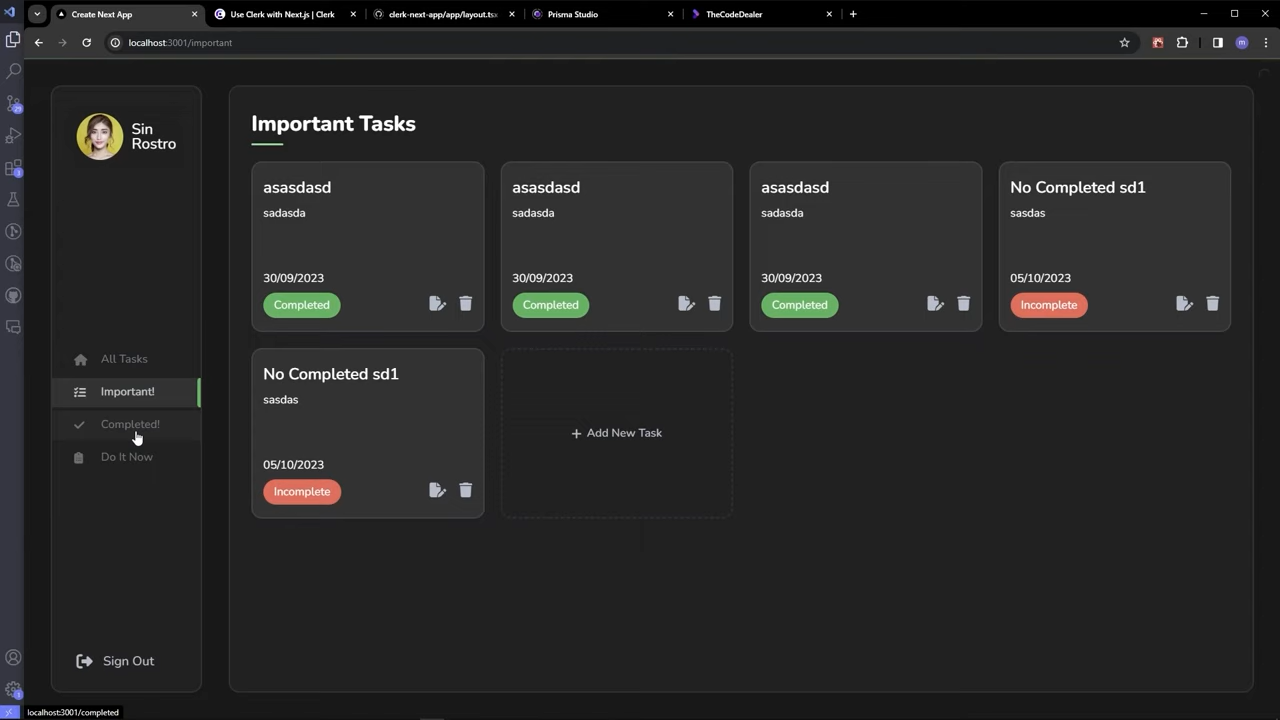 Create Next App
Use Clerk with Next.js | Clerk
clerk-next-app/app/layout.tsx
Prisma Studio
TheCodeDealer
localhost:3001/important
m
Sin
Rostro
All Tasks
Important!
Completed!
Do It Now
Sign Out
Important Tasks
asasdasd
sadasda
30/09/2023
Completed
asasdasd
sadasda
30/09/2023
Completed
asasdasd
sadasda
30/09/2023
Completed
No Completed sd1
sasdas
05/10/2023
Incomplete
No Completed sd1
sasdas
05/10/2023
Incomplete
+ Add New Task
localhost:3001/completed